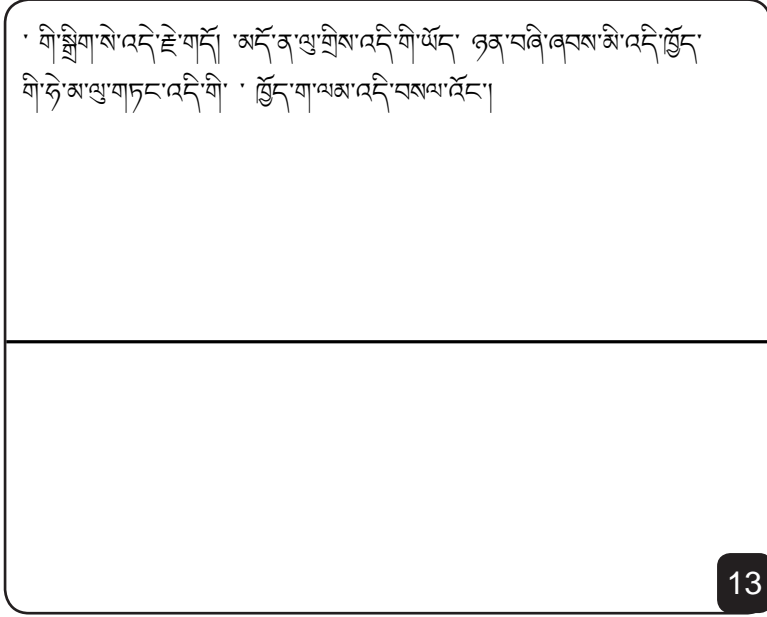 ་ གི་སྒྲིག་སེ་འདེ་རྗེ་གདོ། ་མདོ་ན་ལུ་གྲིས་འདི་གི་ཡོད་ ཉན་བཞི་ཞབས་མི་འདི་ཁྱོད་
གི་ཧེ་མ་ལུ་གཏང་འདི་གི་ ་ ཁྱོད་ག་ལམ་འདི་བསལ་འོང་།
13